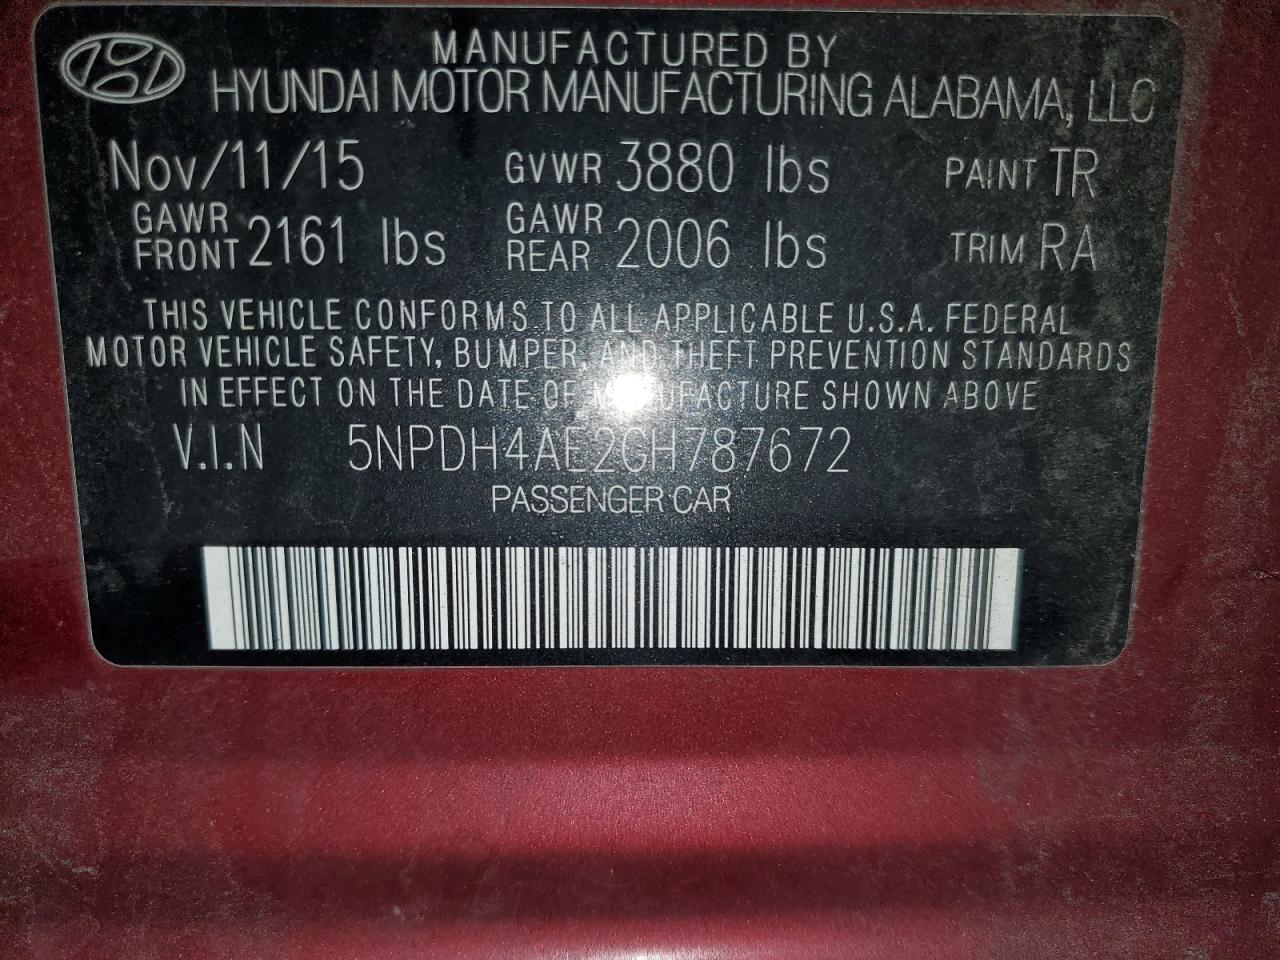 MANUFACTURED BY
HYUNDAI MOTOR MANUFACTURING ALABAMA, LLC
Nov/11/15 GVWR 3880 lbs PAINT TR
GAWR FRONT 2161 lbs GAWR REAR 2006 lbs TRIM RA
THIS VEHICLE CONFORMS TO ALL APPLICABLE U.S.A. FEDERAL
MOTOR VEHICLE SAFETY, BUMPER, AND THEFT PREVENTION STANDARDS
IN EFFECT ON THE DATE OF MANUFACTURE SHOWN ABOVE
V.I.N 5NPDH4AE2GH787672
PASSENGER CAR